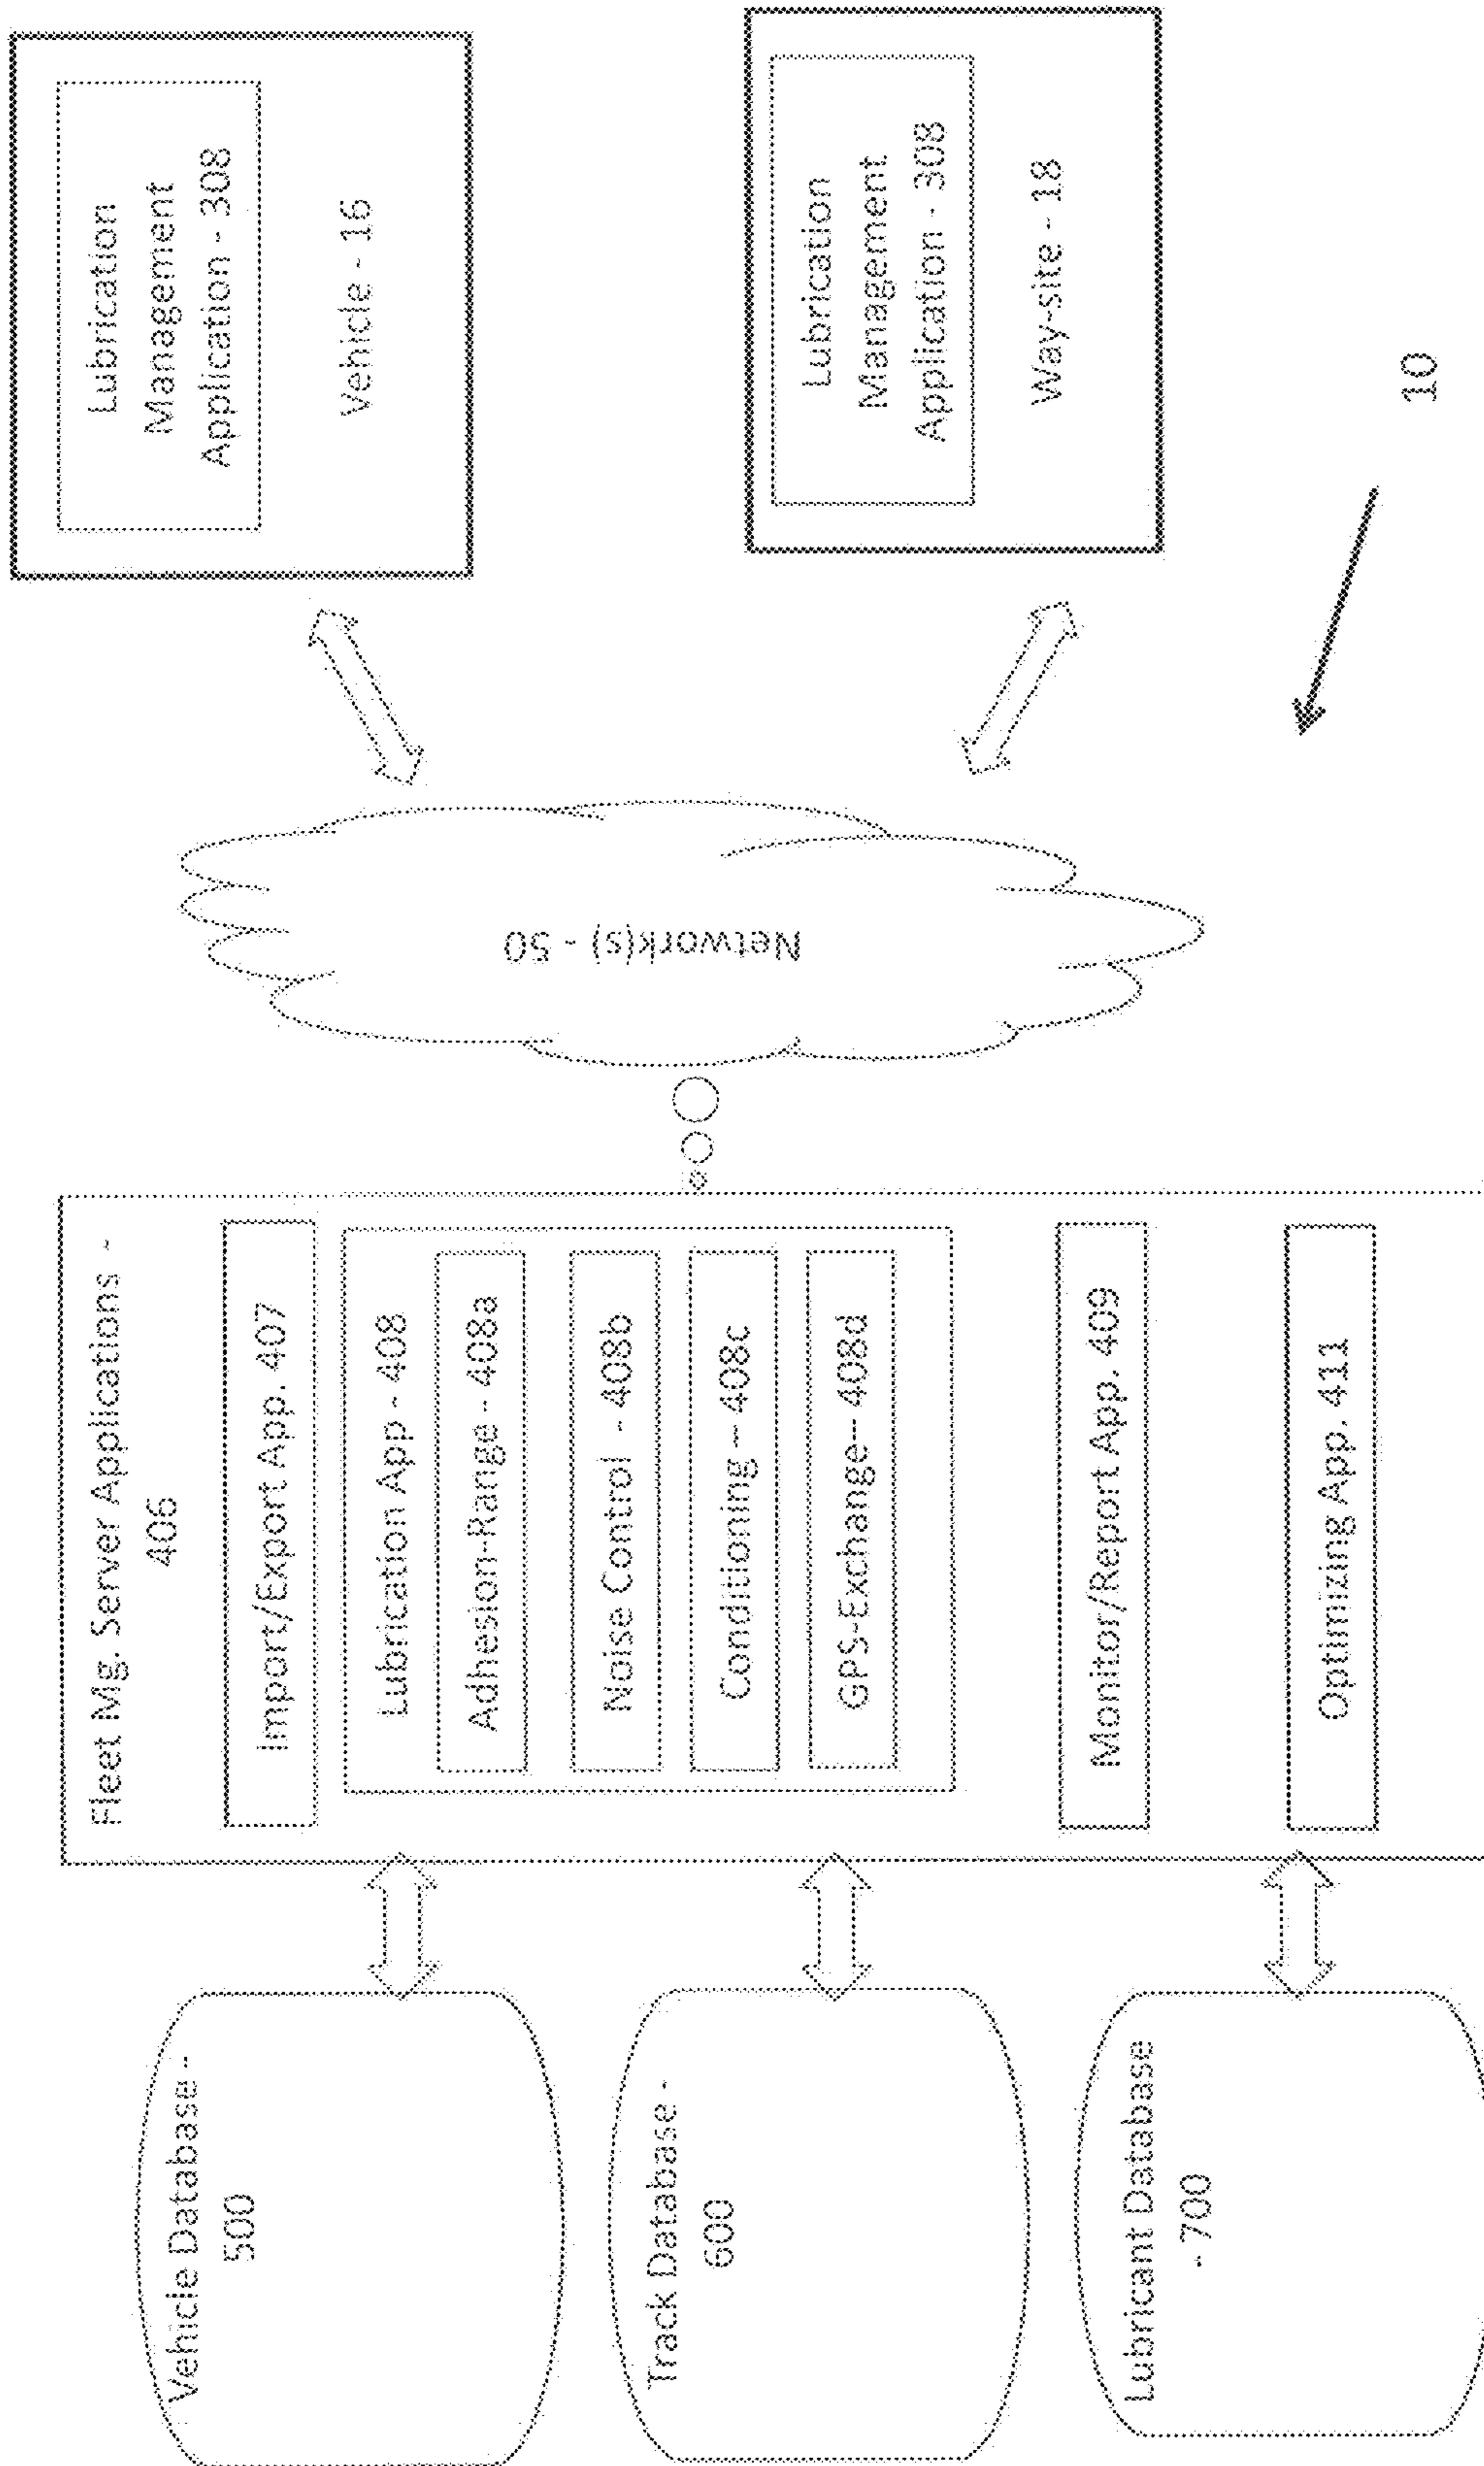 Vehicle Database -
500
Track Database -
600
Lubricant Database
- 700
Fleet Mg. Server Applications -
406
Import/Export App. 407
Lubrication App - 408
Adhesion-Range - 408a
Noise Control - 408b
Conditioning -- 408c
GPS-Exchange-- 408d
Monitor/Report App. 409
Optimizing App. 411
Network(s) - 50
Lubrication
Management
Application - 308
Vehicle - 16
Lubrication
Management
Application - 308
Way-site - 18
10